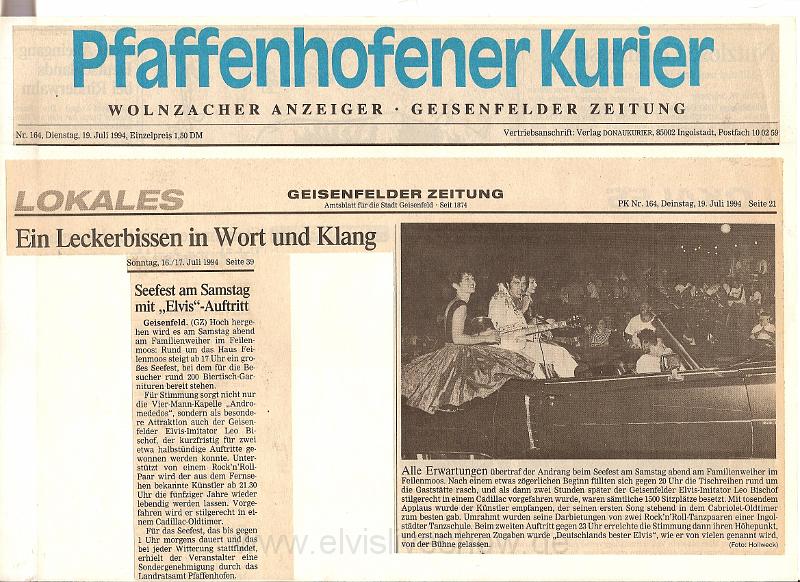 Pfaffenhofener Kurier
WOLNZACHER ANZEIGER · GEISENFELDER ZEITUNG
Nr. 164, Dienstag, 19. Juli 1994, Einzelpreis 1,50 DM
Vertriebsanschrift: Verlag DONAUKURIER, 85002 Ingolstadt, Postfach 10 02 59
LOKALES
GEISENFELDER ZEITUNG
Amtsblatt für die Stadt Geisenfeld · Seit 1874
PK Nr. 164, Deinstag, 19. Juli 1994 Seite 21
Ein Leckerbissen in Wort und Klang
Sonntag, 16./17. Juli 1994 Seite 39
Seefest am Samstag
mit „Elvis“-Auftritt
Geisenfeld. (GZ) Hoch herge-
hen wird es am Samstag abend
am Familienweiher im Feilen-
moos: Rund um das Haus Fei-
lenmoos steigt ab 17 Uhr ein gro-
ßes Seefest, bei dem für die Be-
sucher rund 200 Biertisch-Gar-
nituren bereit stehen.
Für Stimmung sorgt nicht nur
die Vier-Mann-Kapelle „Andro-
mededos“, sondern als besonde-
re Attraktion auch der Geisen-
felder Elvis-Imitator Leo Bi-
schof, der kurzfristig für zwei
etwa halbstündige Auftritte ge-
wonnen werden konnte. Unter-
stützt von einem Rock'n'Roll-
Paar wird der aus dem Fernse-
hen bekannte Künstler ab 21.30
Uhr die fünfziger Jahre wieder
lebendig werden lassen. Vorge-
fahren wird er stilgerecht in ei-
nem Cadillac-Oldtimer.
Für das Seefest, das bis gegen
1 Uhr morgens dauert und das
bei jeder Witterung stattfindet,
erhielt der Veranstalter eine
Sondergenehmigung durch das
Landratsamt Pfaffenhofen.
Alle Erwartungen übertraf der Andrang beim Seefest am Samstag abend am Familienweiher im
Feilenmoos. Nach einem etwas zögerlichen Beginn füllten sich gegen 20 Uhr die Tischreihen rund um
die Gaststätte rasch, und als dann zwei Stunden später der Geisenfelder Elvis-Imitator Leo Bischof
stilgerecht in einem Cadillac vorgefahren wurde, waren sämtliche 1500 Sitzplätze besetzt. Mit tosendem
Applaus wurde der Künstler empfangen, der seinen ersten Song stehend in dem Cabriolet-Oldtimer
zum besten gab. Umrahmt wurden seine Darbietungen von zwei Rock'n'Roll-Tanzpaaren einer Ingol-
städter Tanzschule. Beim zweiten Auftritt gegen 23 Uhr erreichte die Stimmung dann ihren Höhepunkt,
und erst nach mehreren Zugaben wurde „Deutschlands bester Elvis“, wie er von vielen genannt wird,
von der Bühne gelassen.
(Foto: Hollweck)